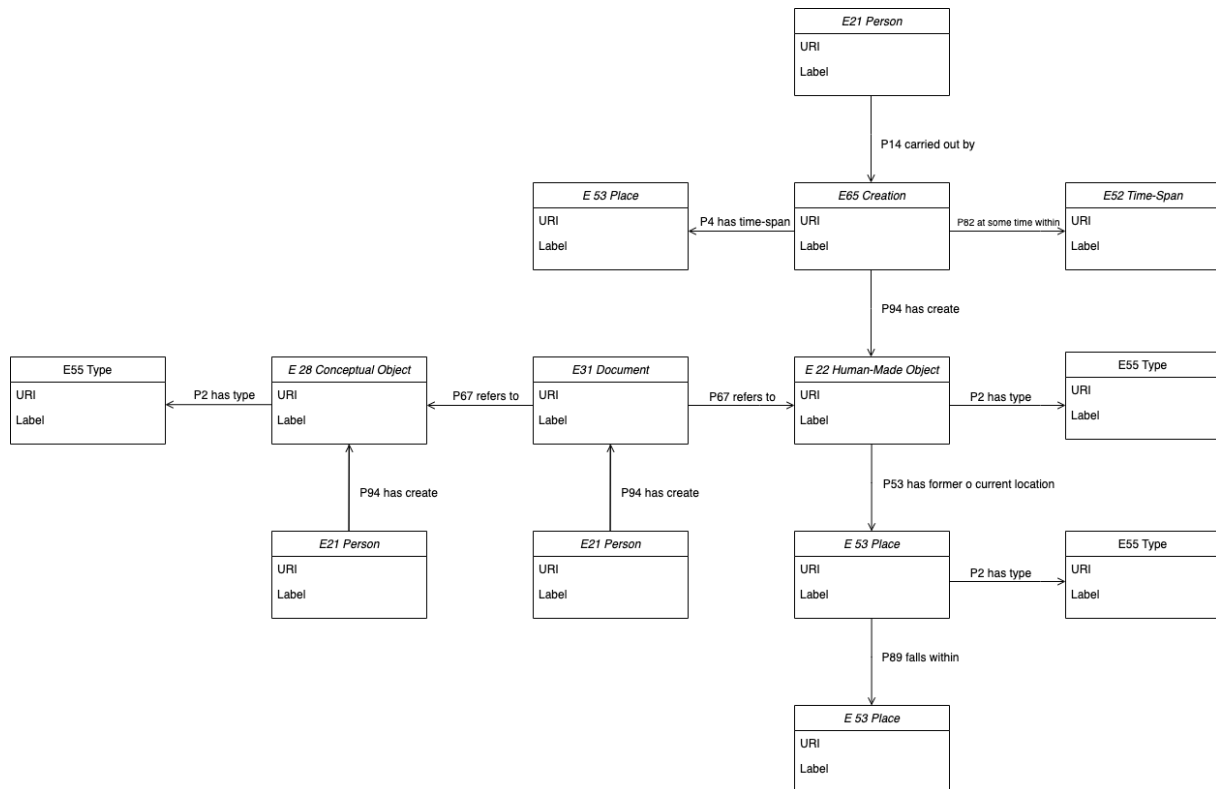 E21 Person
URI
Label
P14 carried out by
E 53 Place
URI
Label
P4 has time-span
E65 Creation
URI
Label
P82 at some time within
E52 Time-Span
URI
Label
P94 has create
E55 Type
URI
Label
P2 has type
E 28 Conceptual Object
URI
Label
P67 refers to
E31 Document
URI
Label
P67 refers to
E 22 Human-Made Object
URI
Label
P2 has type
E55 Type
URI
Label
P94 has create
P94 has create
P53 has former o current location
E21 Person
URI
Label
E21 Person
URI
Label
E 53 Place
URI
Label
P2 has type
E55 Type
URI
Label
P89 falls within
E 53 Place
URI
Label